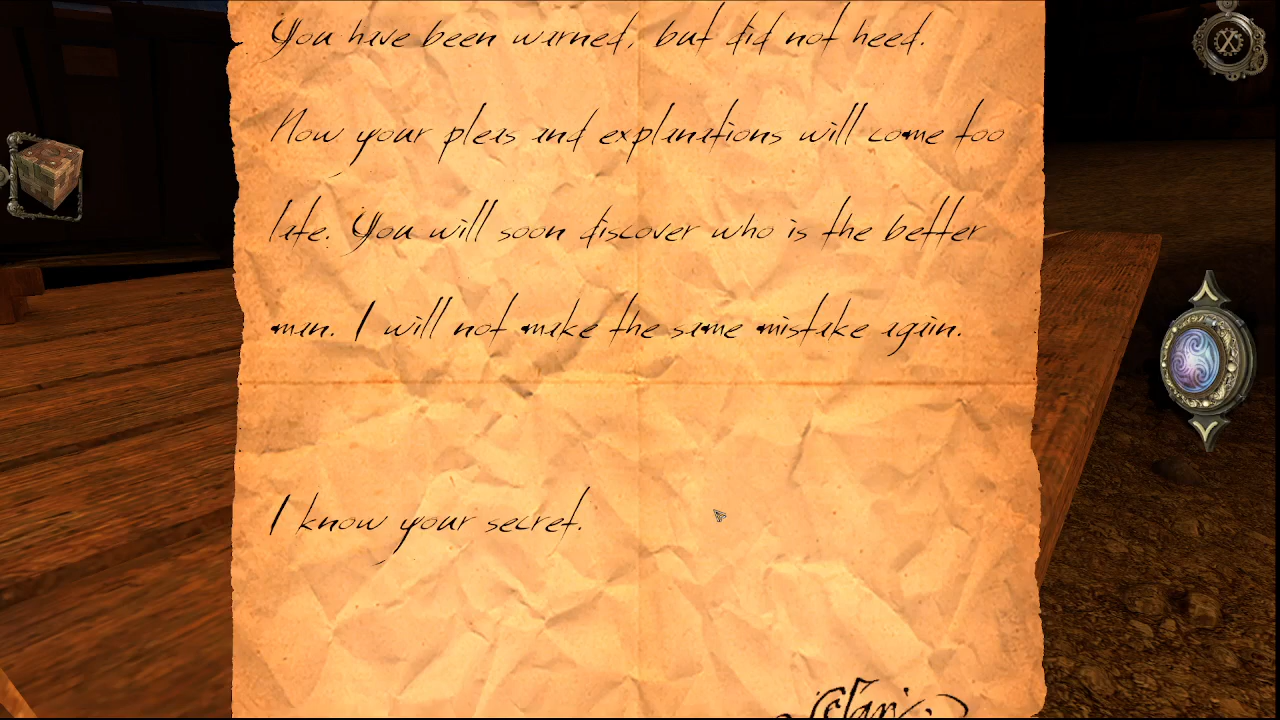 You have been warned, but did not heed.
Now your pleas and explanations will come too
late. You will soon discover who is the better
man. I will not make the same mistake again.
I know your secret.